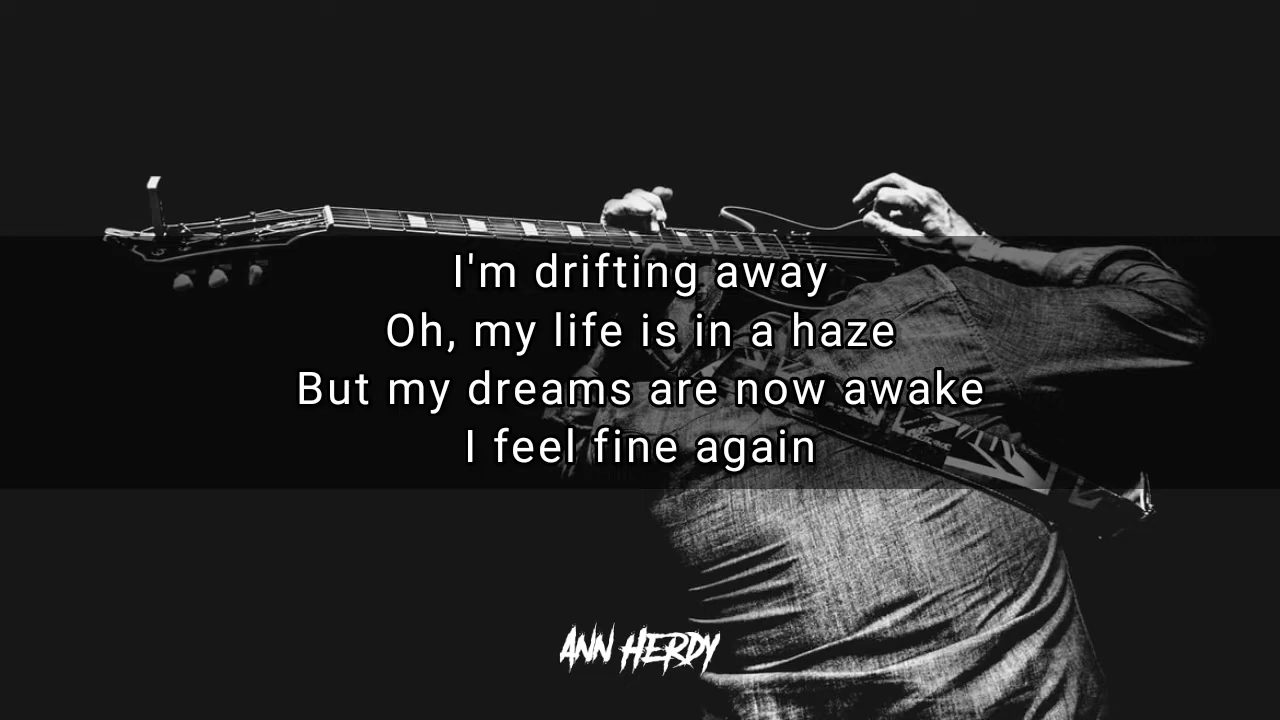 I'm drifting away
Oh, my life is in a haze
But my dreams are now awake
I feel fine again
ANN HERDY